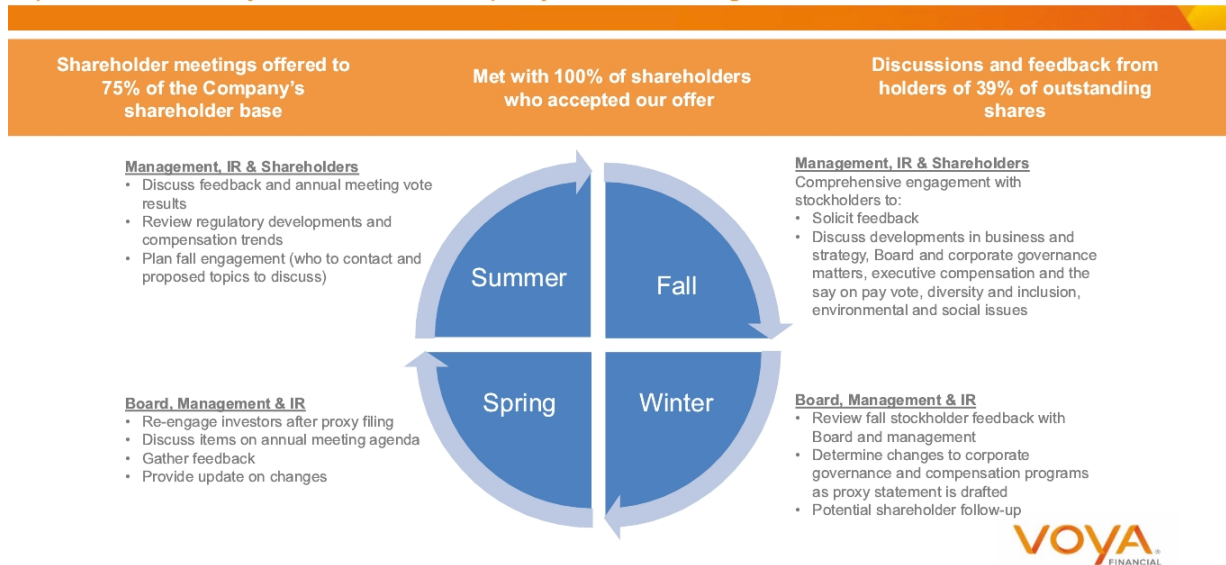 Shareholder meetings offered to
75% of the Company's
shareholder base
Met with 100% of shareholders
who accepted our offer
Discussions and feedback from
holders of 39% of outstanding
shares
Management, IR & Shareholders
• Discuss feedback and annual meeting vote
results
• Review regulatory developments and
compensation trends
• Plan fall engagement (who to contact and
proposed topics to discuss)
Management, IR & Shareholders
Comprehensive engagement with
stockholders to:
• Solicit feedback
• Discuss developments in business and
strategy, Board and corporate governance
matters, executive compensation and the
say on pay vote, diversity and inclusion,
environmental and social issues
Summer
Fall
Spring
Winter
Board, Management & IR
• Re-engage investors after proxy filing
• Discuss items on annual meeting agenda
• Gather feedback
• Provide update on changes
Board, Management & IR
• Review fall stockholder feedback with
Board and management
• Determine changes to corporate
governance and compensation programs
as proxy statement is drafted
• Potential shareholder follow-up
VOYA®
FINANCIAL